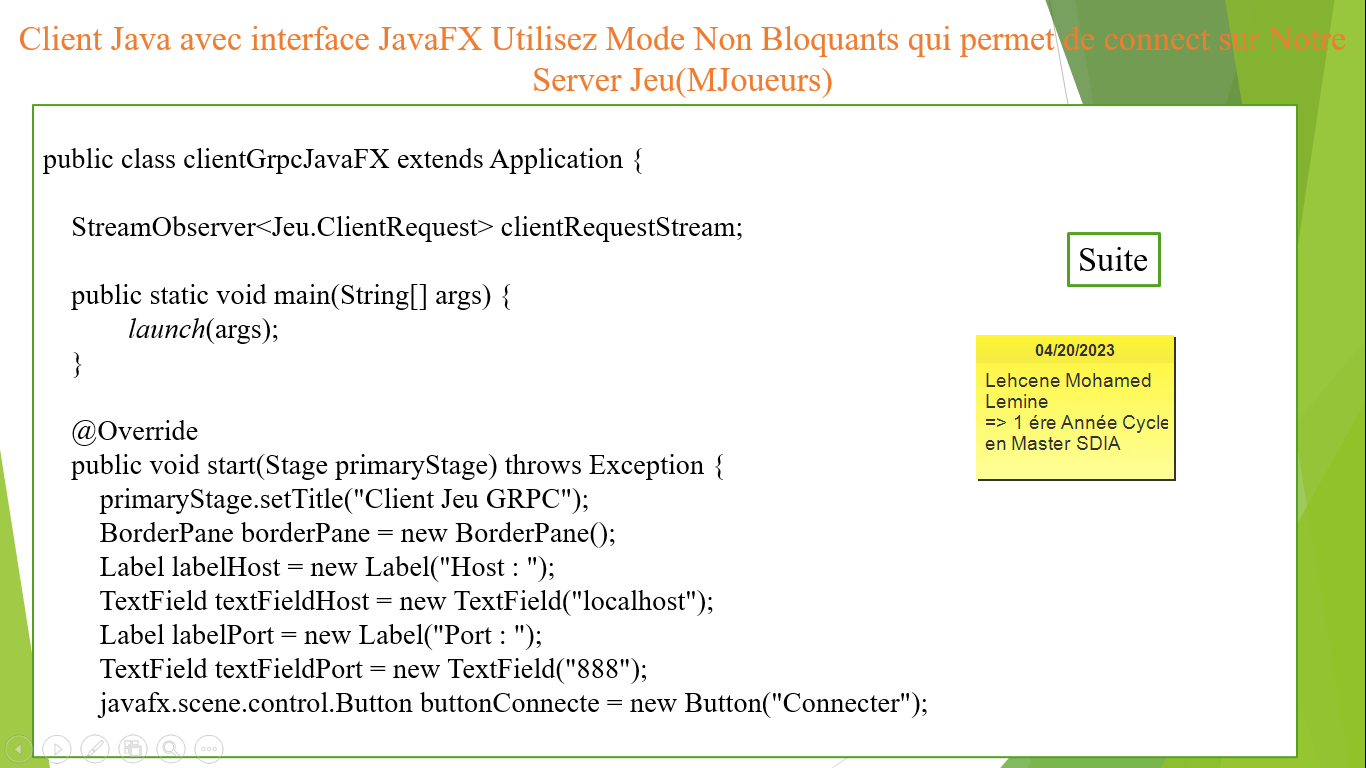 Client Java avec interface JavaFX Utilisez Mode Non Bloquants qui permet de connect sur Notre
Server Jeu(MJoueurs)
public class clientGrpcJavaFX extends Application {
StreamObserver<Jeu.ClientRequest> clientRequestStream;
public static void main(String[] args) {
launch(args);
}
@Override
public void start(Stage primaryStage) throws Exception {
primaryStage.setTitle("Client Jeu GRPC");
BorderPane borderPane = new BorderPane();
Label labelHost = new Label("Host : ");
TextField textFieldHost = new TextField("localhost");
Label labelPort = new Label("Port : ");
TextField textFieldPort = new TextField("888");
javafx.scene.control.Button buttonConnecte = new Button("Connecter");
Suite
04/20/2023
Lehcene Mohamed
Lemine
=> 1 ére Année Cycle
en Master SDIA